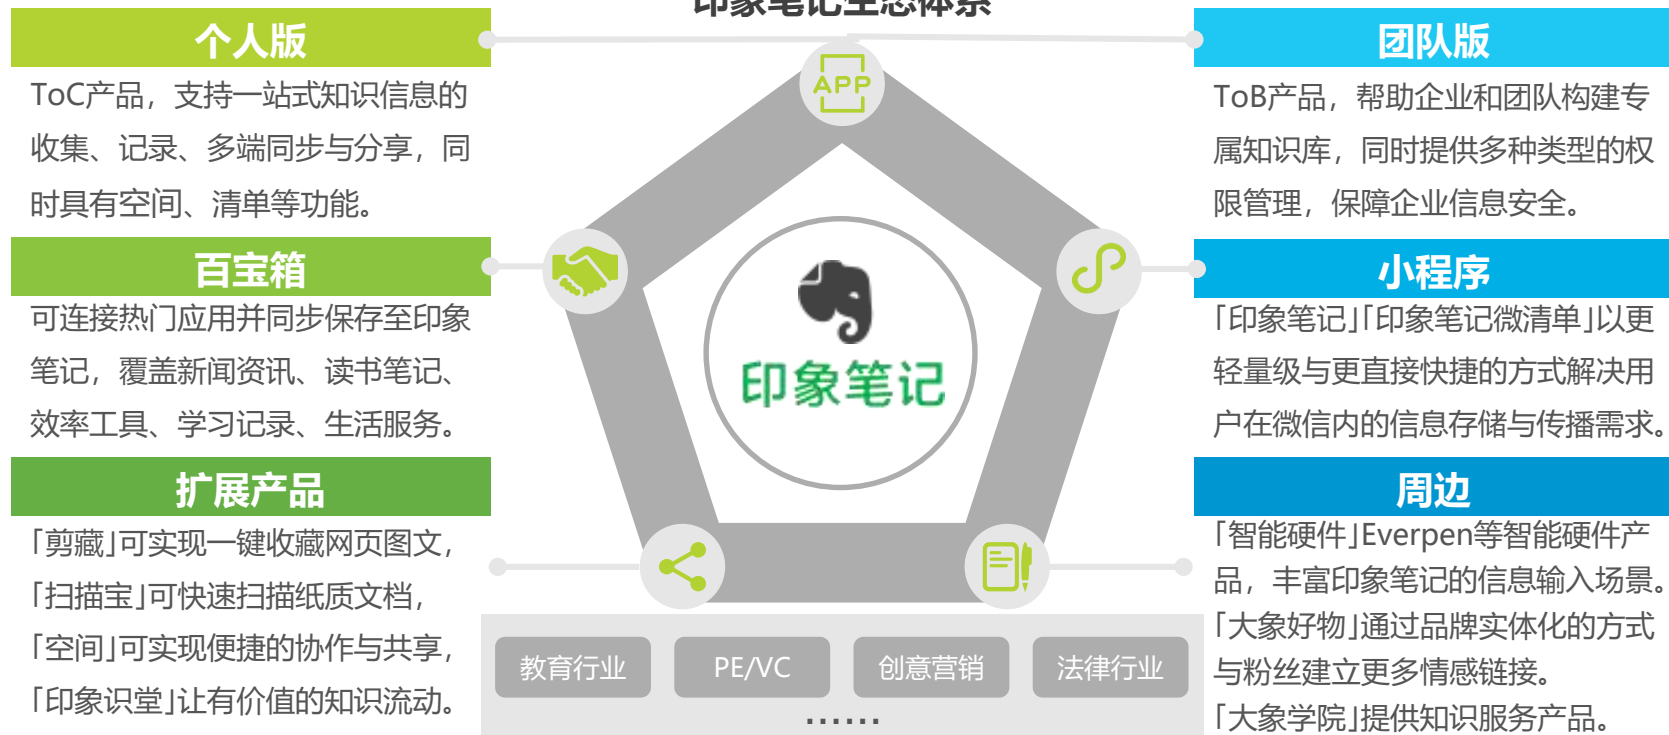 印象笔记生态体系
个人版
ToC产品，支持一站式知识信息的
收集、记录、多端同步与分享，同
时具有空间、清单等功能。
百宝箱
可连接热门应用并同步保存至印象
笔记，覆盖新闻资讯、读书笔记、
效率工具、学习记录、生活服务。
扩展产品
「剪藏」可实现一键收藏网页图文，
「扫描宝」可快速扫描纸质文档，
「空间」可实现便捷的协作与共享，
「印象识堂」让有价值的知识流动。
APP
印象笔记
教育行业
PE/VC
创意营销
法律行业
······
团队版
ToB产品，帮助企业和团队构建专
属知识库，同时提供多种类型的权
限管理，保障企业信息安全。
小程序
「印象笔记」「印象笔记微清单」以更
轻量级与更直接快捷的方式解决用
户在微信内的信息存储与传播需求。
周边
「智能硬件」Everpen等智能硬件产
品，丰富印象笔记的信息输入场景。
「大象好物」通过品牌实体化的方式
与粉丝建立更多情感链接。
「大象学院」提供知识服务产品。